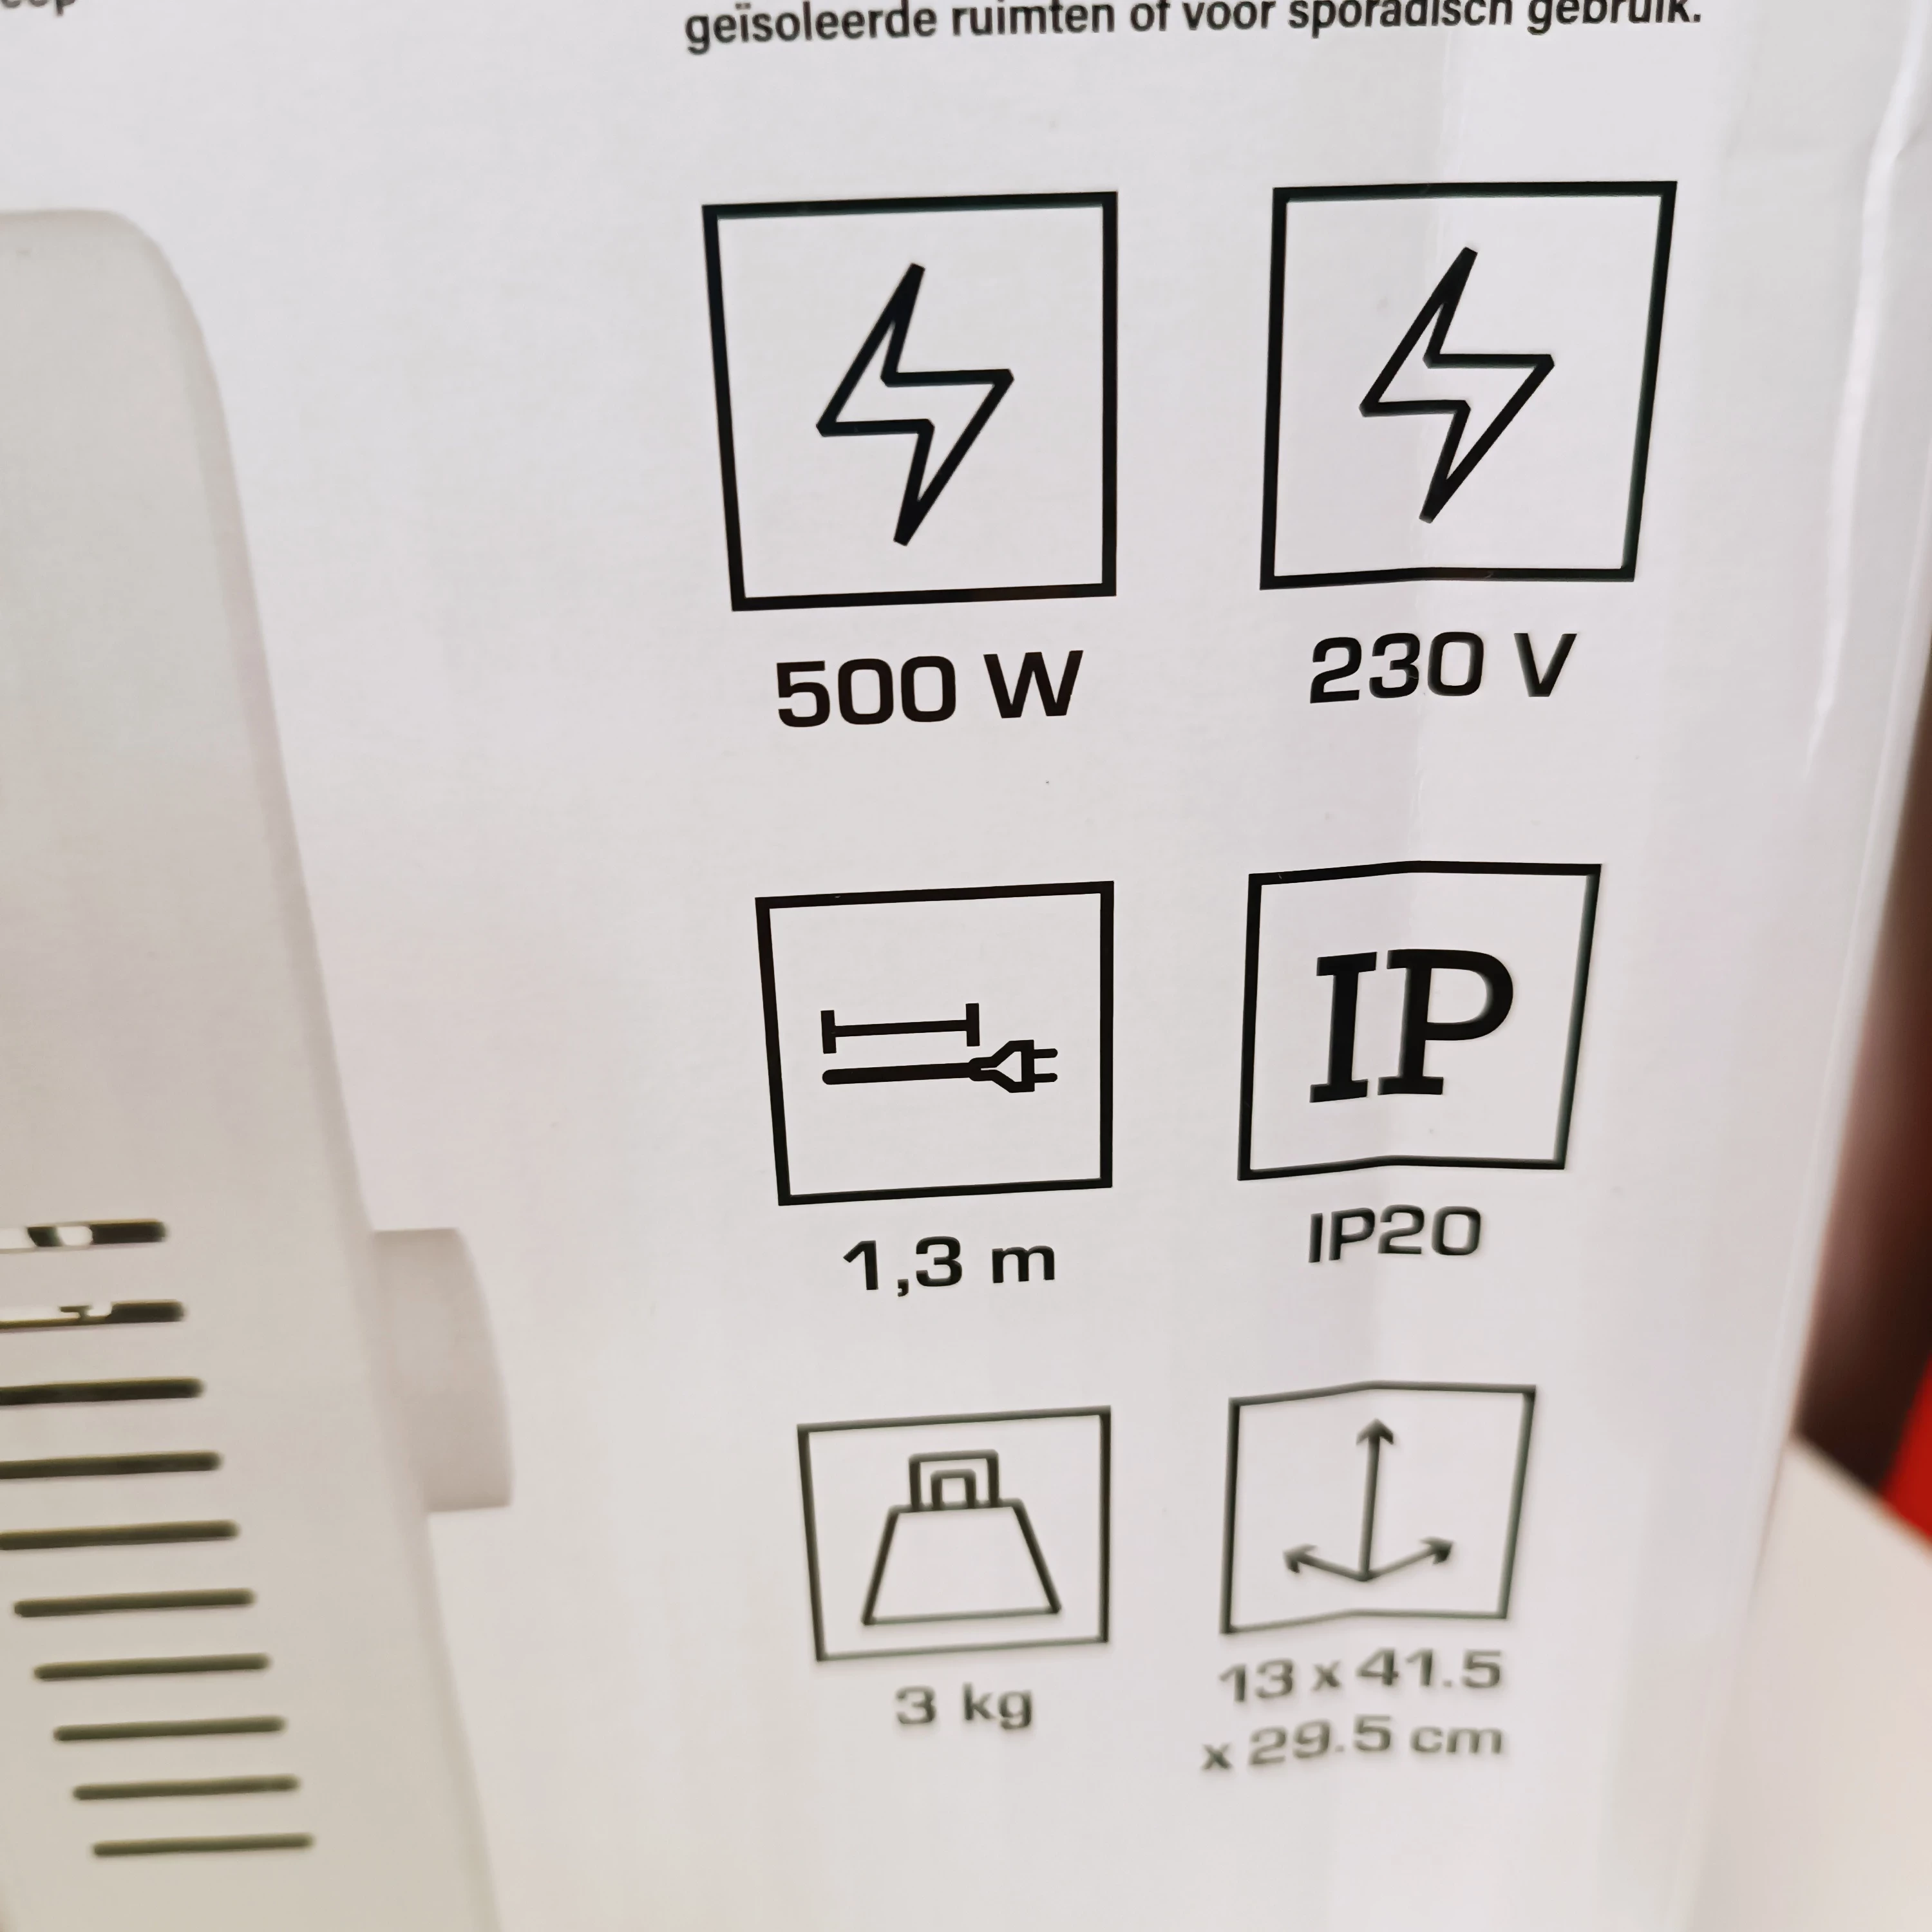 geïsoleerde ruimten of voor sporadisch gebruik.
500 W
230 V
1,3 m
IP
IP20
3 kg
13 x 41.5
x 29.5 cm